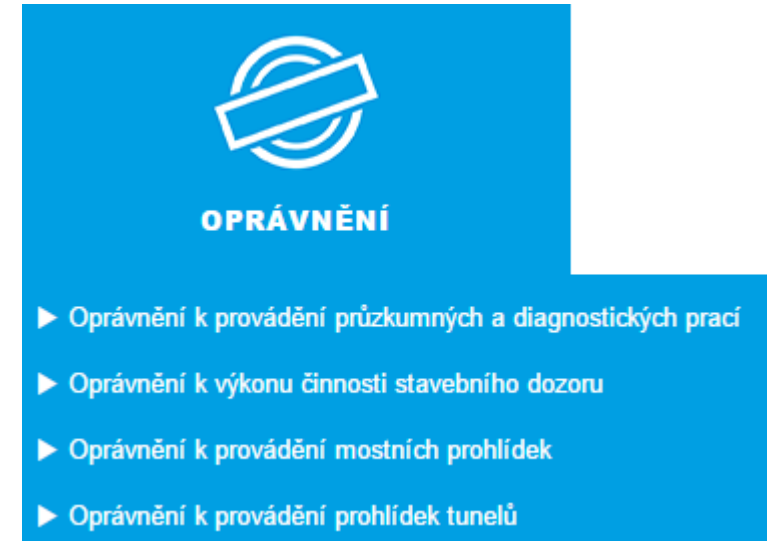 OPRÁVNĚNÍ
Oprávnění k provádění průzkumných a diagnostických prací
Oprávnění k výkonu činnosti stavebního dozoru
Oprávnění k provádění mostních prohlídek
Oprávnění k provádění prohlídek tunelů